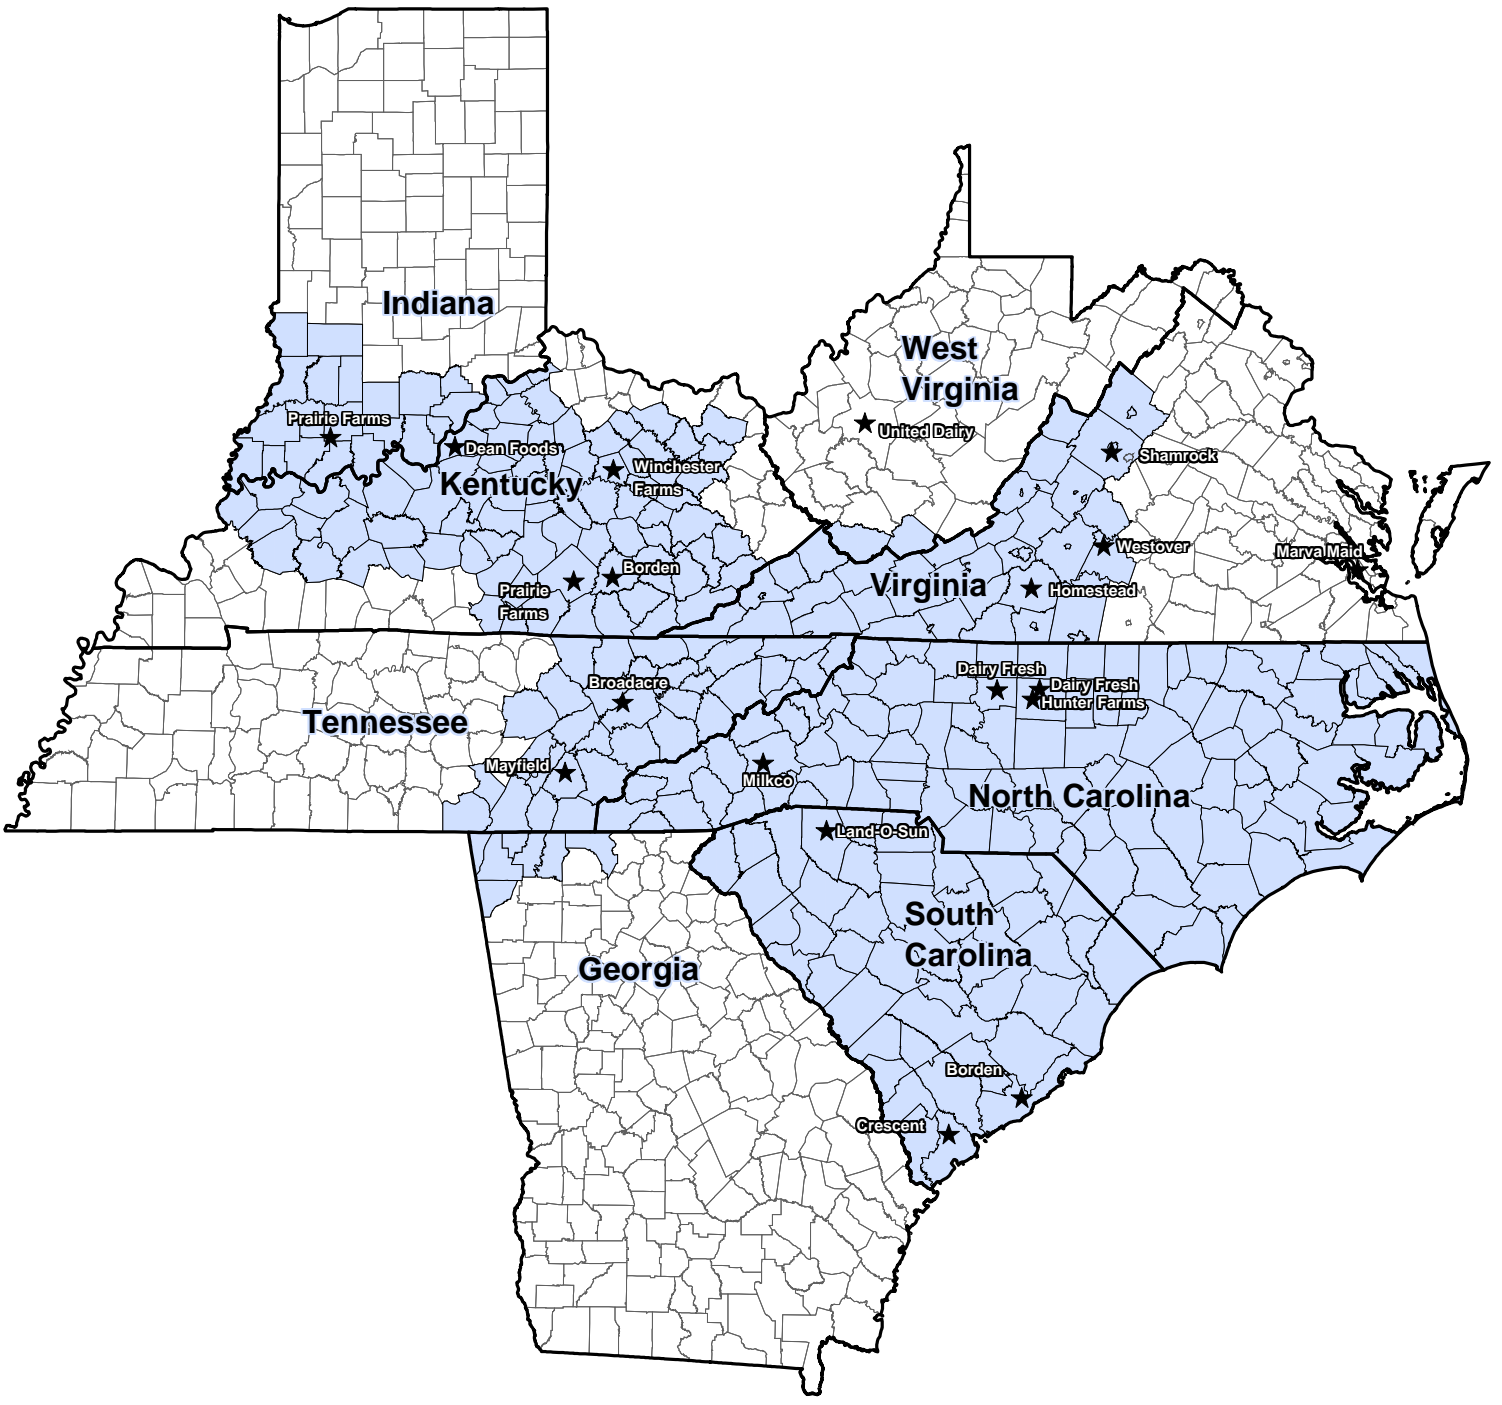 Indiana
West
Virginia
Prairie Farms
United Dairy
Dean Foods
Shamrock
Winchester
Farms
Kentucky
Westover
Marva Maid
Borden
Virginia
Prairie
Farms
Homestead
Dairy Fresh
Broadacre
Dairy Fresh
Hunter Farms
Tennessee
Mayfield
Milkco
North Carolina
Land-O-Sun
South
Carolina
Georgia
Borden
Crescent